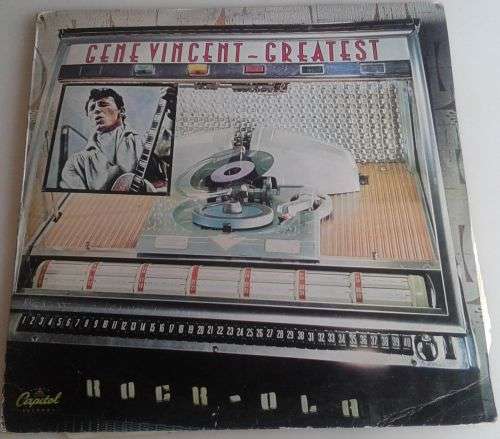 GENE VINCENT - GREATEST
1 2 3 4 5 6 7 8 9 10 11 12 13 14 15 16 17 18 19 20 21 22 23 24 25 26 27 28 29 30 31 32 33 34 35 36 37 38 39 40
Capitol
ROCK-OLA